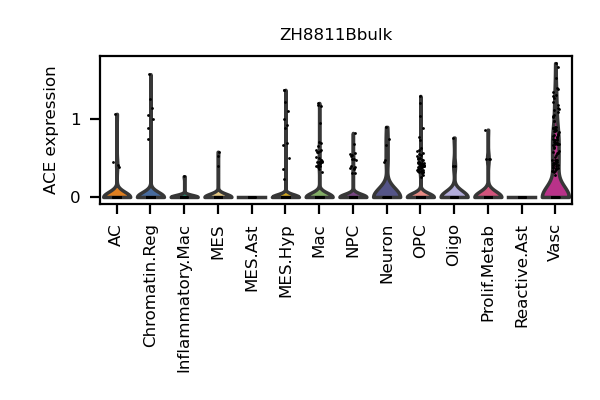 ZH8811Bbulk
ACE expression
1
0
AC
Chromatin.Reg
Inflammatory.Mac
MES
MES.Ast
MES.Hyp
Mac
NPC
Neuron
OPC
Oligo
Prolif.Metab
Reactive.Ast
Vasc